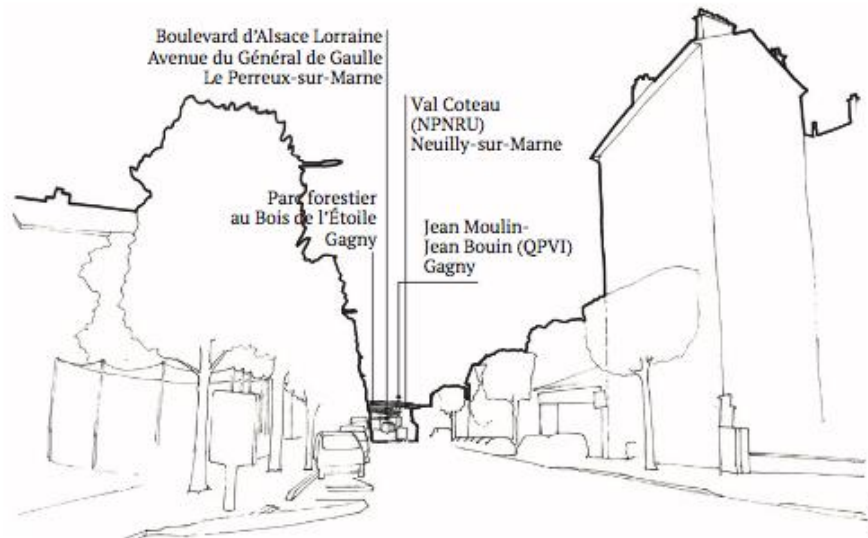 Boulevard d'Alsace Lorraine
Avenue du Général de Gaulle
Le Perreux-sur-Marne
Val Coteau
(NPNRU)
Neuilly-sur-Marne
Parc forestier
au Bois de l'Étoile
Gagny
Jean Moulin-
Jean Bouin (QPVI)
Gagny